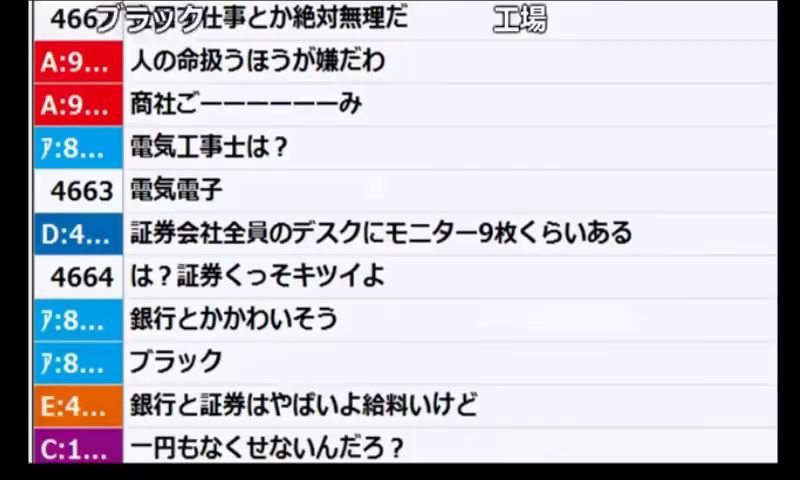 ブラック 工場
466 仕事とか絶対無理だ
A:9... 人の命扱うほうが嫌だわ
A:9... 商社ごーーーーーーーみ
ｱ:8... 電気工事士は？
4663 電気電子
D:4... 証券会社全員のデスクにモニター9枚くらいある
4664 は？証券くっそキツイよ
ｱ:8... 銀行とかかわいそう
ｱ:8... ブラック
E:4... 銀行と証券はやばいよ給料いけど
C:1... 一円もなくせないんだろ？